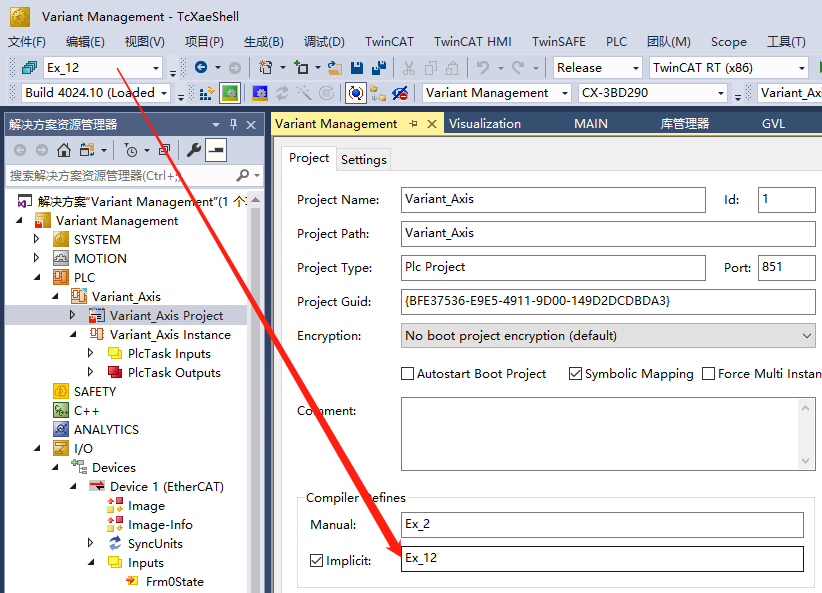 Variant Management - TcXaeShell
文件(F) 编辑(E) 视图(V) 项目(P) 生成(B) 调试(D) TwinCAT TwinCAT HMI TwinSAFE PLC 团队(M) Scope 工具(T)
Ex_12 Release TwinCAT RT (x86)
Build 4024.10 (Loaded Variant Management CX-3BD290 Variant_Ax
解决方案资源管理器
搜索解决方案资源管理器(Ctrl+;)
解决方案"Variant Management"(1 个
Variant Management
SYSTEM
MOTION
PLC
Variant_Axis
Variant_Axis Project
Variant_Axis Instance
PlcTask Inputs
PlcTask Outputs
SAFETY
C++
ANALYTICS
I/O
Devices
Device 1 (EtherCAT)
Image
Image-Info
SyncUnits
Inputs
Frm0State
Variant Management Visualization MAIN 库管理器 GVL
Project Settings
Project Name: Variant_Axis Id: 1
Project Path: Variant_Axis
Project Type: Plc Project Port: 851
Project Guid: {BFE37536-E9E5-4911-9D00-149D2DCDBDA3}
Encryption: No boot project encryption (default)
Autostart Boot Project Symbolic Mapping Force Multi Instan
Comment:
Compiler Defines
Manual: Ex_2
Implicit: Ex_12